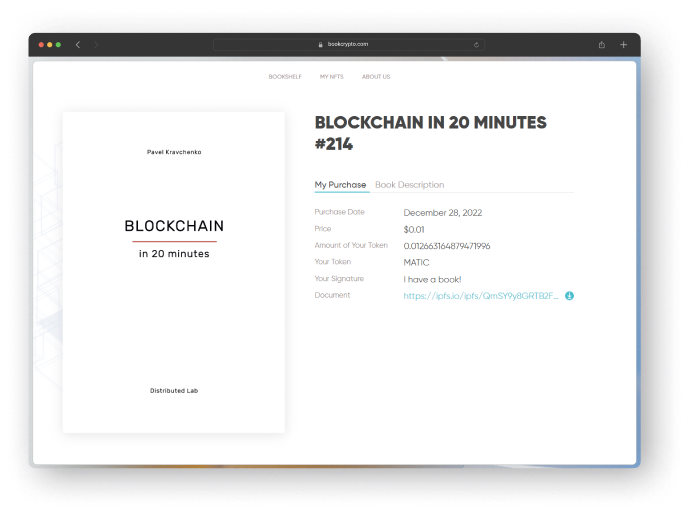 bookcrypto.com
BOOKSHELF MY NFTS ABOUT US
Pavel Kravchenko
BLOCKCHAIN
in 20 minutes
Distributed Lab
BLOCKCHAIN IN 20 MINUTES
#214
My Purchase Book Description
Purchase Date December 28, 2022
Price $0.01
Amount of Your Token 0.012663164879471996
Your Token MATIC
Your Signature I have a book!
Document https://ipfs.io/ipfs/QmSY9y8GRTB2F...